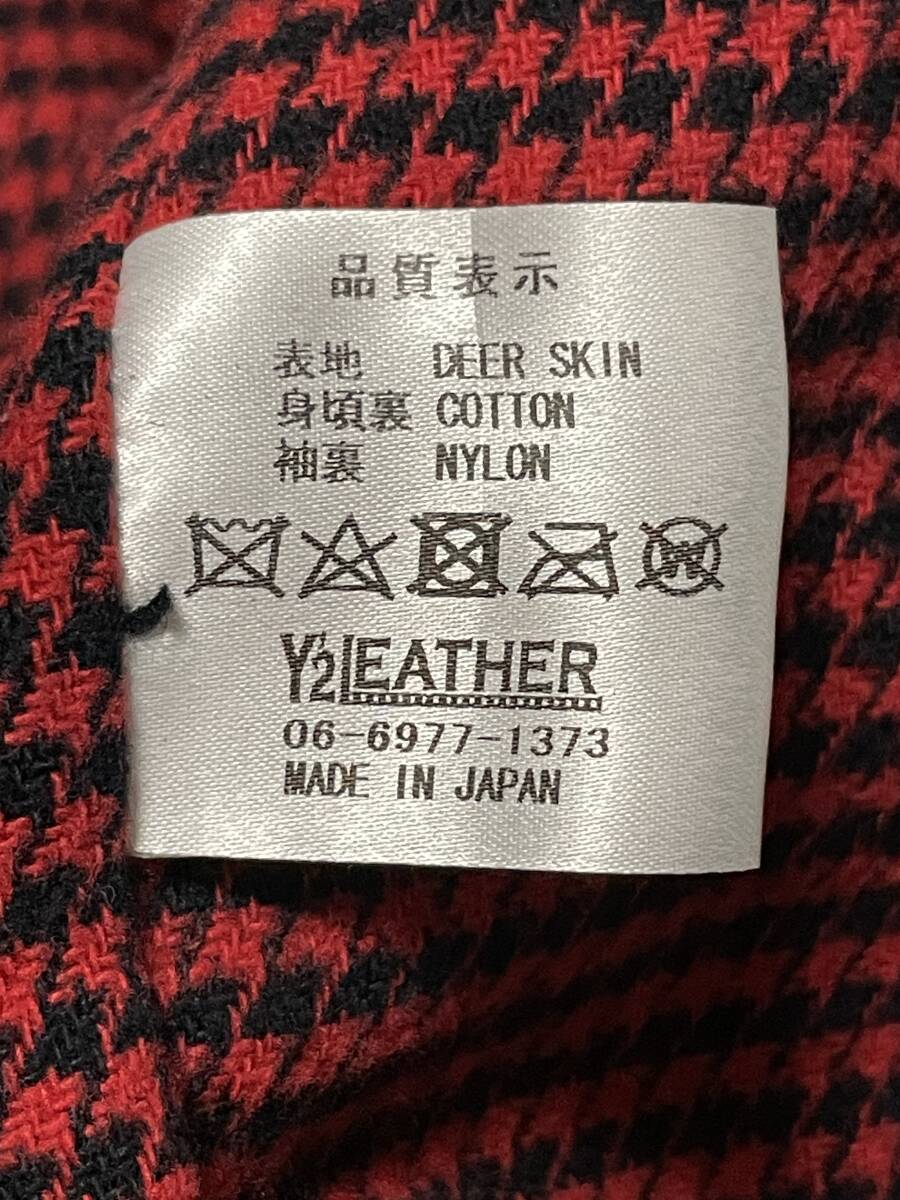 品質表示
表地 DEER SKIN
身頃裏 COTTON
袖裏 NYLON
W
Y'2LEATHER
06-6977-1373
MADE IN JAPAN